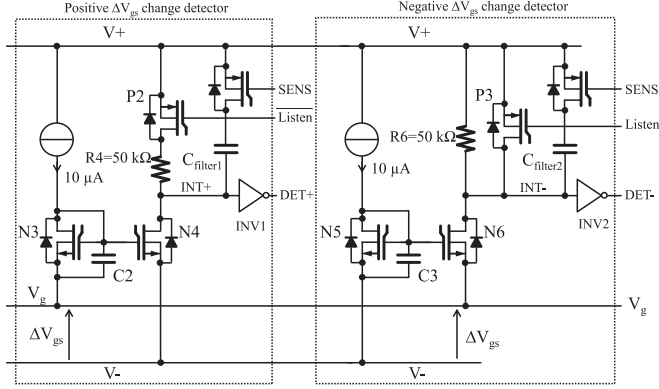 Positive ΔVgs change detector
Negative ΔVgs change detector
V+
V+
P2
SENS
Listen
R4=50 kΩ
Cfilter1
10 µA
INT+
DET+
INV1
N3
N4
C2
Vg
ΔVgs
V-
P3
SENS
Listen
R6=50 kΩ
Cfilter2
10 µA
INT-
DET-
INV2
N5
N6
C3
Vg
ΔVgs
V-